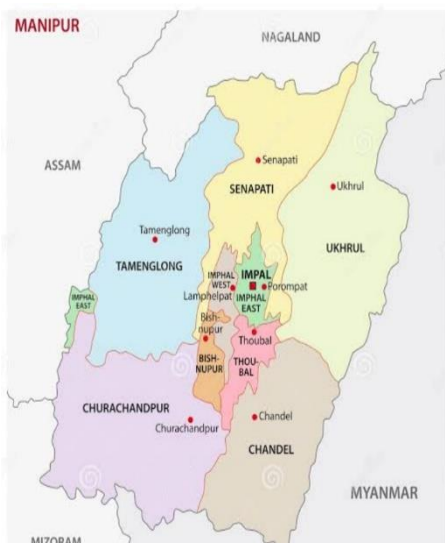 MANIPUR
NAGALAND
ASSAM
Senapati
SENAPATI
Ukhrul
UKHRUL
Tamenglong
TAMENGLONG
IMPHAL
WEST
Lamphelpat
IMPAL
Porompat
IMPHAL
EAST
IMPHAL
EAST
Bish-
nupur
BISH-
NUPUR
Thoubal
THOU-
BAL
CHURACHANDPUR
Churachandpur
Chandel
CHANDEL
MYANMAR
MIZORAM